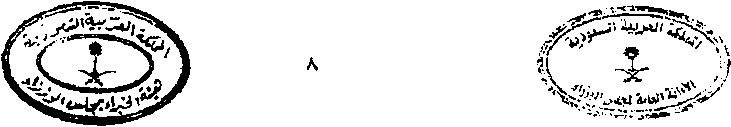 المملكة العربية السعودية
الأمانة العامة لمجلس الوزراء
٨
المملكة العربية السعودية
هيئة الخبراء بمجلس الوزراء